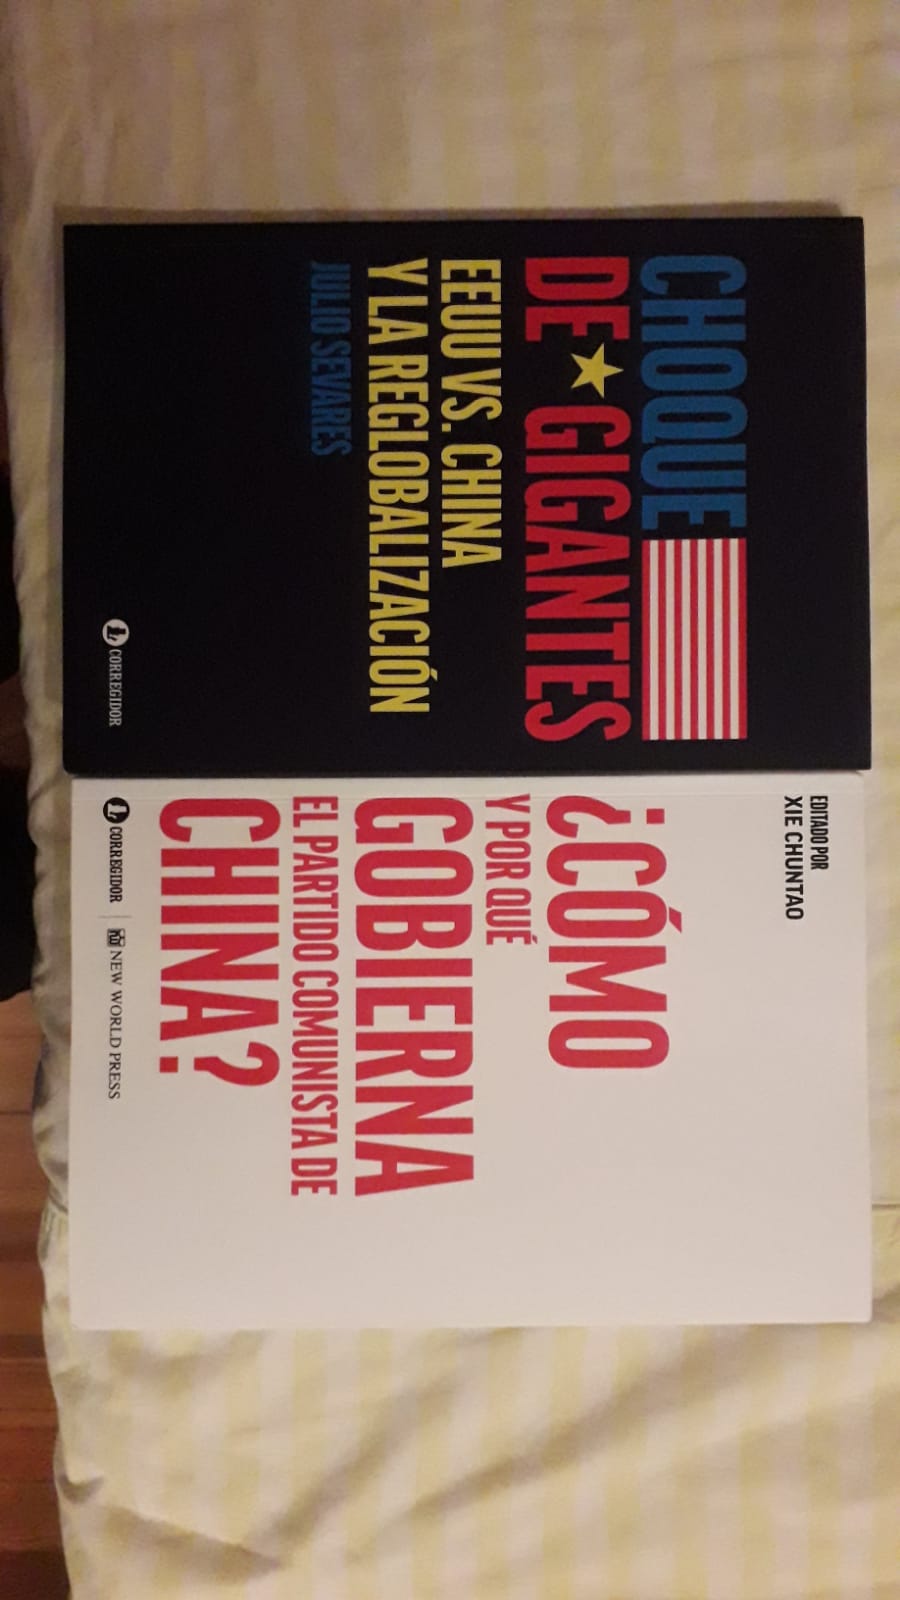 CHOQUE
DE GIGANTES
EEUU VS. CHINA
Y LA REGLOBALIZACIÓN
JULIO SEVARES
CORREGIDOR
EDITADO POR
XIE CHUNTAO
¿CÓMO
Y POR QUÉ
GOBIERNA
EL PARTIDO COMUNISTA DE
CHINA?
CORREGIDOR
NEW WORLD PRESS